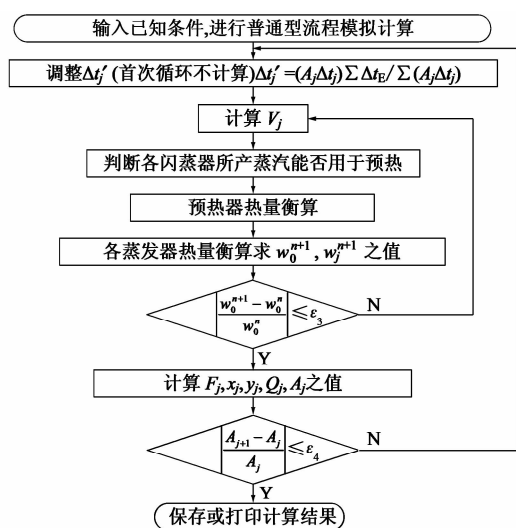 输入已知条件,进行普通型流程模拟计算
调整Δtⱼ′(首次循环不计算)Δtⱼ′=(AⱼΔtⱼ)∑Δt_E/∑(AⱼΔtⱼ)
计算 Vⱼ
判断各闪蒸器所产蒸汽能否用于预热
预热器热量衡算
各蒸发器热量衡算求 w₀ⁿ⁺¹, wⱼⁿ⁺¹ 之值
|(w₀ⁿ⁺¹−w₀ⁿ)/w₀ⁿ|≤ε₃
N
Y
计算 Fⱼ,xⱼ,yⱼ,Qⱼ,Aⱼ之值
|(Aⱼ₊₁−Aⱼ)/Aⱼ|≤ε₄
N
Y
保存或打印计算结果